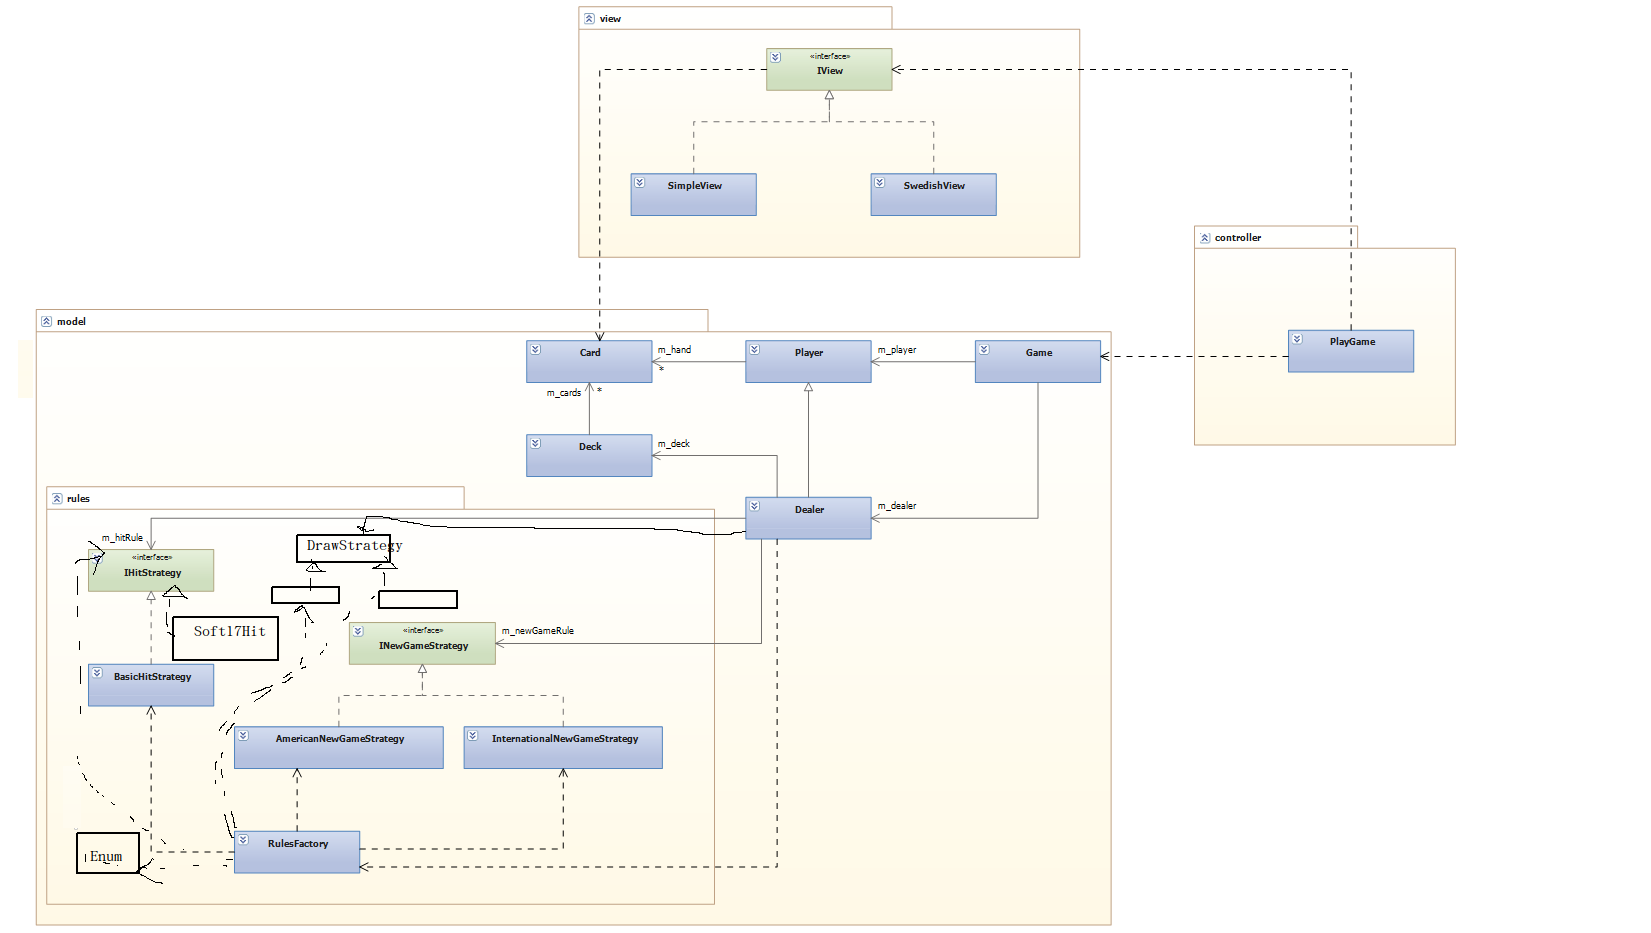 view
«interface»
IView
SimpleView
SwedishView
controller
PlayGame
model
Card
m_hand
*
Player
m_player
Game
m_cards
*
Deck
m_deck
rules
Dealer
m_dealer
m_hitRule
DrawStrategy
«interface»
IHitStrategy
Soft17Hit
«interface»
INewGameStrategy
m_newGameRule
BasicHitStrategy
AmericanNewGameStrategy
InternationalNewGameStrategy
RulesFactory
Enum